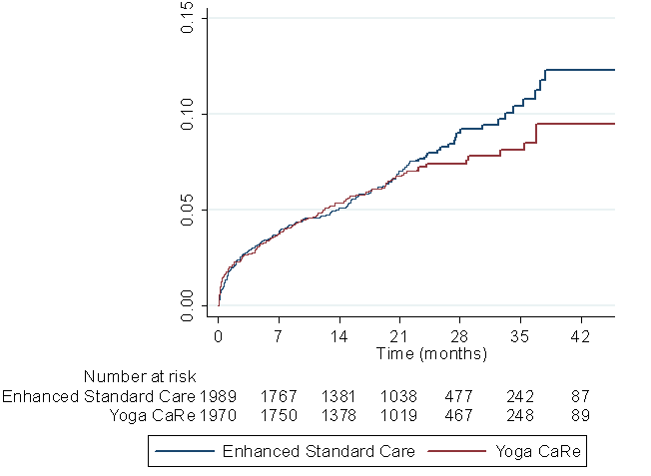 0.15
0.10
0.05
0.00
0 7 14 21 28 35 42
Time (months)
Number at risk
Enhanced Standard Care 1989 1767 1381 1038 477 242 87
Yoga CaRe 1970 1750 1378 1019 467 248 89
Enhanced Standard Care Yoga CaRe